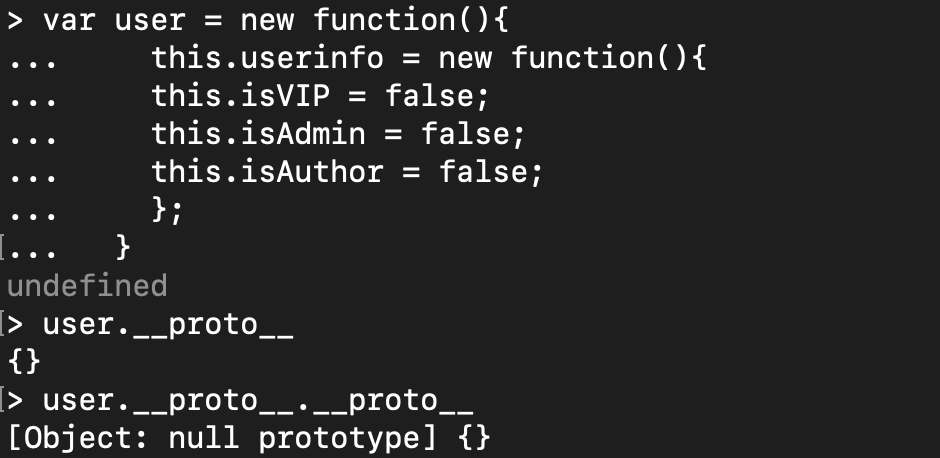 > var user = new function(){
...     this.userinfo = new function(){
...     this.isVIP = false;
...     this.isAdmin = false;
...     this.isAuthor = false;
...     };
[...   }
undefined
[> user.__proto__
{}
[> user.__proto__.__proto__
[Object: null prototype] {}